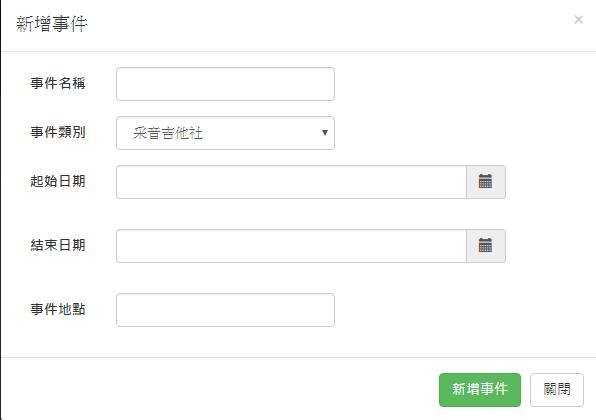 新增事件
×
事件名稱
事件類別
采音吉他社
起始日期
結束日期
事件地點
新增事件
關閉